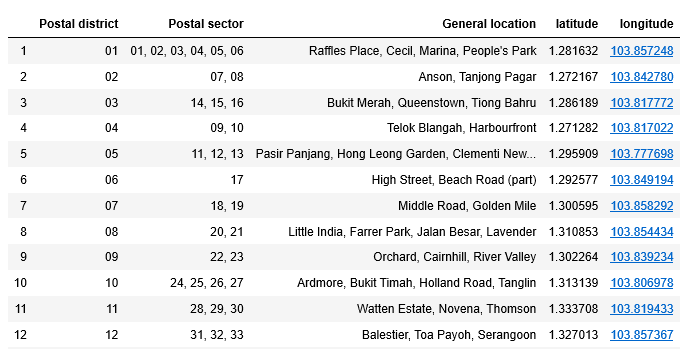 Postal district Postal sector General location latitude longitude
1 01 01, 02, 03, 04, 05, 06 Raffles Place, Cecil, Marina, People's Park 1.281632 103.857248
2 02 07, 08 Anson, Tanjong Pagar 1.272167 103.842780
3 03 14, 15, 16 Bukit Merah, Queenstown, Tiong Bahru 1.286189 103.817772
4 04 09, 10 Telok Blangah, Harbourfront 1.271282 103.817022
5 05 11, 12, 13 Pasir Panjang, Hong Leong Garden, Clementi New... 1.295909 103.777698
6 06 17 High Street, Beach Road (part) 1.292577 103.849194
7 07 18, 19 Middle Road, Golden Mile 1.300595 103.858292
8 08 20, 21 Little India, Farrer Park, Jalan Besar, Lavender 1.310853 103.854434
9 09 22, 23 Orchard, Cairnhill, River Valley 1.302264 103.839234
10 10 24, 25, 26, 27 Ardmore, Bukit Timah, Holland Road, Tanglin 1.313139 103.806978
11 11 28, 29, 30 Watten Estate, Novena, Thomson 1.333708 103.819433
12 12 31, 32, 33 Balestier, Toa Payoh, Serangoon 1.327013 103.857367